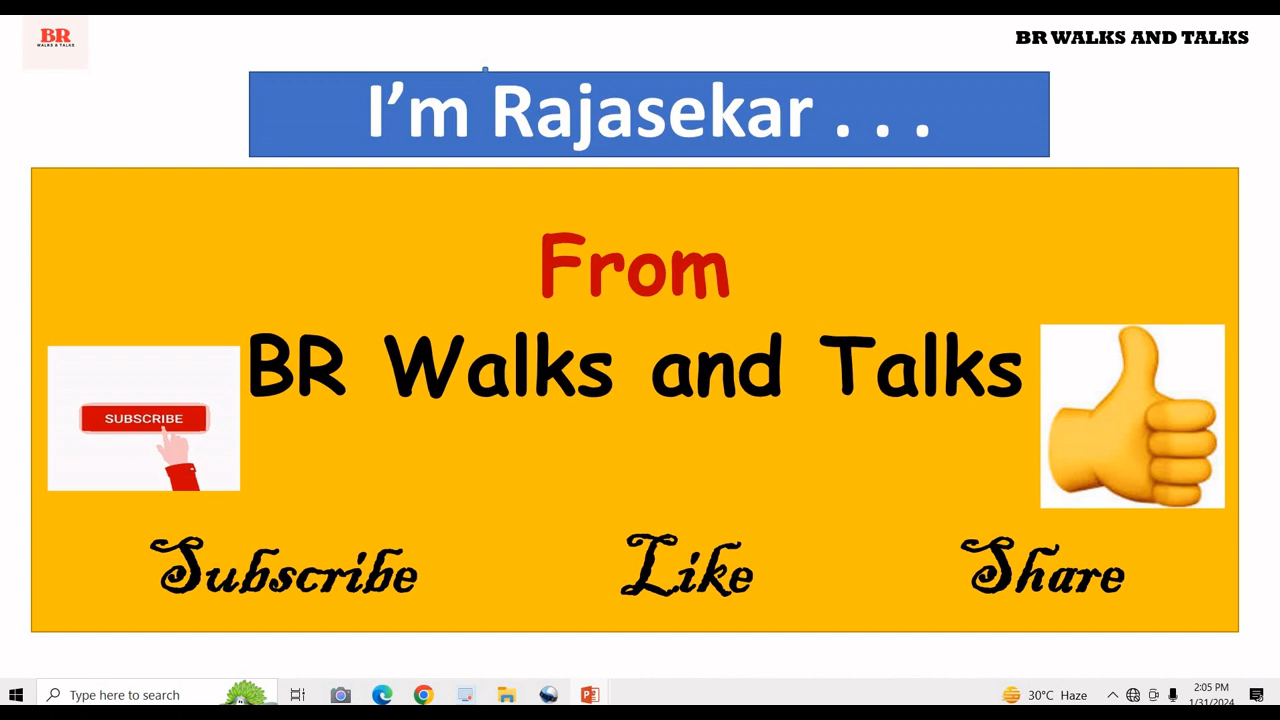 BR
WALKS & TALKS
BR WALKS AND TALKS
I’m Rajasekar . . .
From
BR Walks and Talks
SUBSCRIBE
Subscribe Like Share
Type here to search
30°C Haze
2:05 PM
1/31/2024